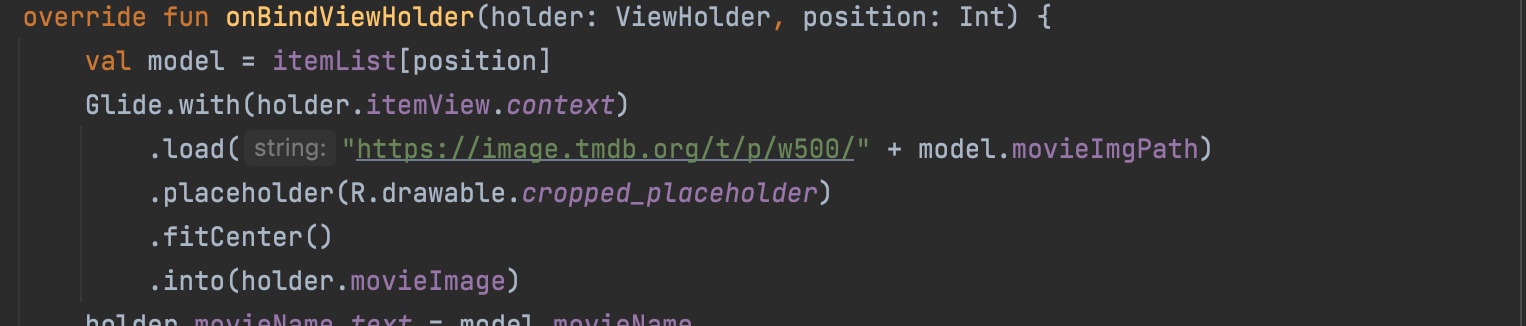 override fun onBindViewHolder(holder: ViewHolder, position: Int) {
val model = itemList[position]
Glide.with(holder.itemView.context)
.load( string: "https://image.tmdb.org/t/p/w500/" + model.movieImgPath)
.placeholder(R.drawable.cropped_placeholder)
.fitCenter()
.into(holder.movieImage)
holder.movieName.text = model.movieName